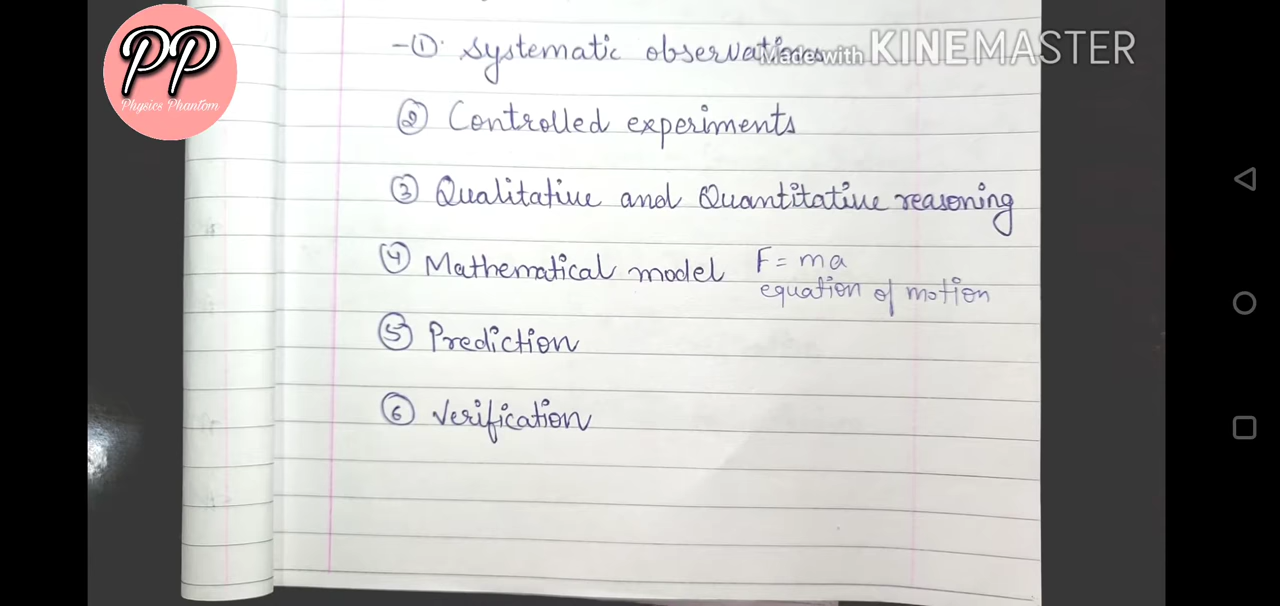 PP
Physics Phantom
Made with KINEMASTER
-①. Systematic observations
② Controlled experiments
③ Qualitative and Quantitative reasoning
④ Mathematical model F = ma
equation of motion
⑤ Prediction
⑥ Verification